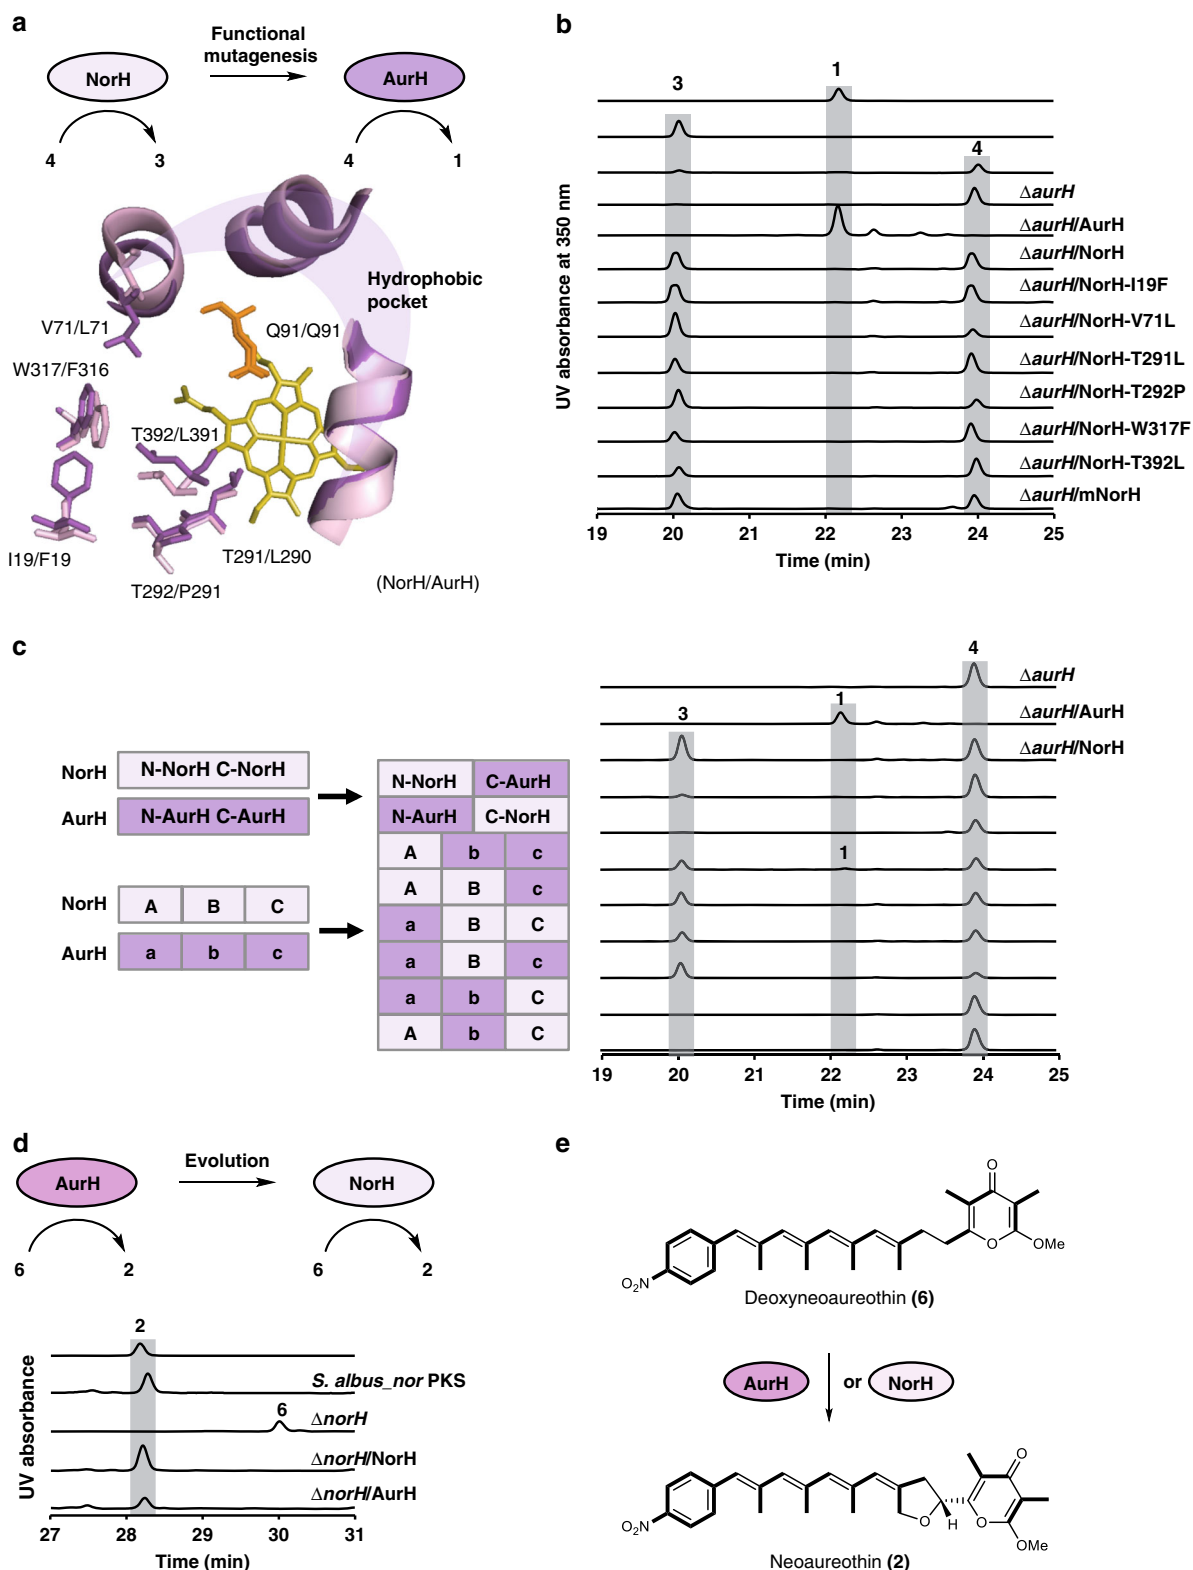 a
Functional
mutagenesis
NorH
AurH
4
3
4
1
Hydrophobic
pocket
V71/L71
Q91/Q91
W317/F316
T392/L391
I19/F19
T291/L290
T292/P291
(NorH/AurH)
b
UV absorbance at 350 nm
3
1
4
ΔaurH
ΔaurH/AurH
ΔaurH/NorH
ΔaurH/NorH-I19F
ΔaurH/NorH-V71L
ΔaurH/NorH-T291L
ΔaurH/NorH-T292P
ΔaurH/NorH-W317F
ΔaurH/NorH-T392L
ΔaurH/mNorH
19 20 21 22 23 24 25
Time (min)
c
NorH
N-NorH C-NorH
AurH
N-AurH C-AurH
NorH
A B C
AurH
a b c
N-NorH C-AurH
N-AurH C-NorH
A b c
A B c
a B C
a B c
a b C
A b C
4
ΔaurH
1
ΔaurH/AurH
3
ΔaurH/NorH
1
19 20 21 22 23 24 25
Time (min)
d
AurH
Evolution
NorH
6
2
6
2
UV absorbance
2
S. albus_nor PKS
6
ΔnorH
ΔnorH/NorH
ΔnorH/AurH
27 28 29 30 31
Time (min)
e
O
O
OMe
O₂N
Deoxyneoaureothin (6)
AurH
or
NorH
O
O
H
O
OMe
O₂N
Neoaureothin (2)